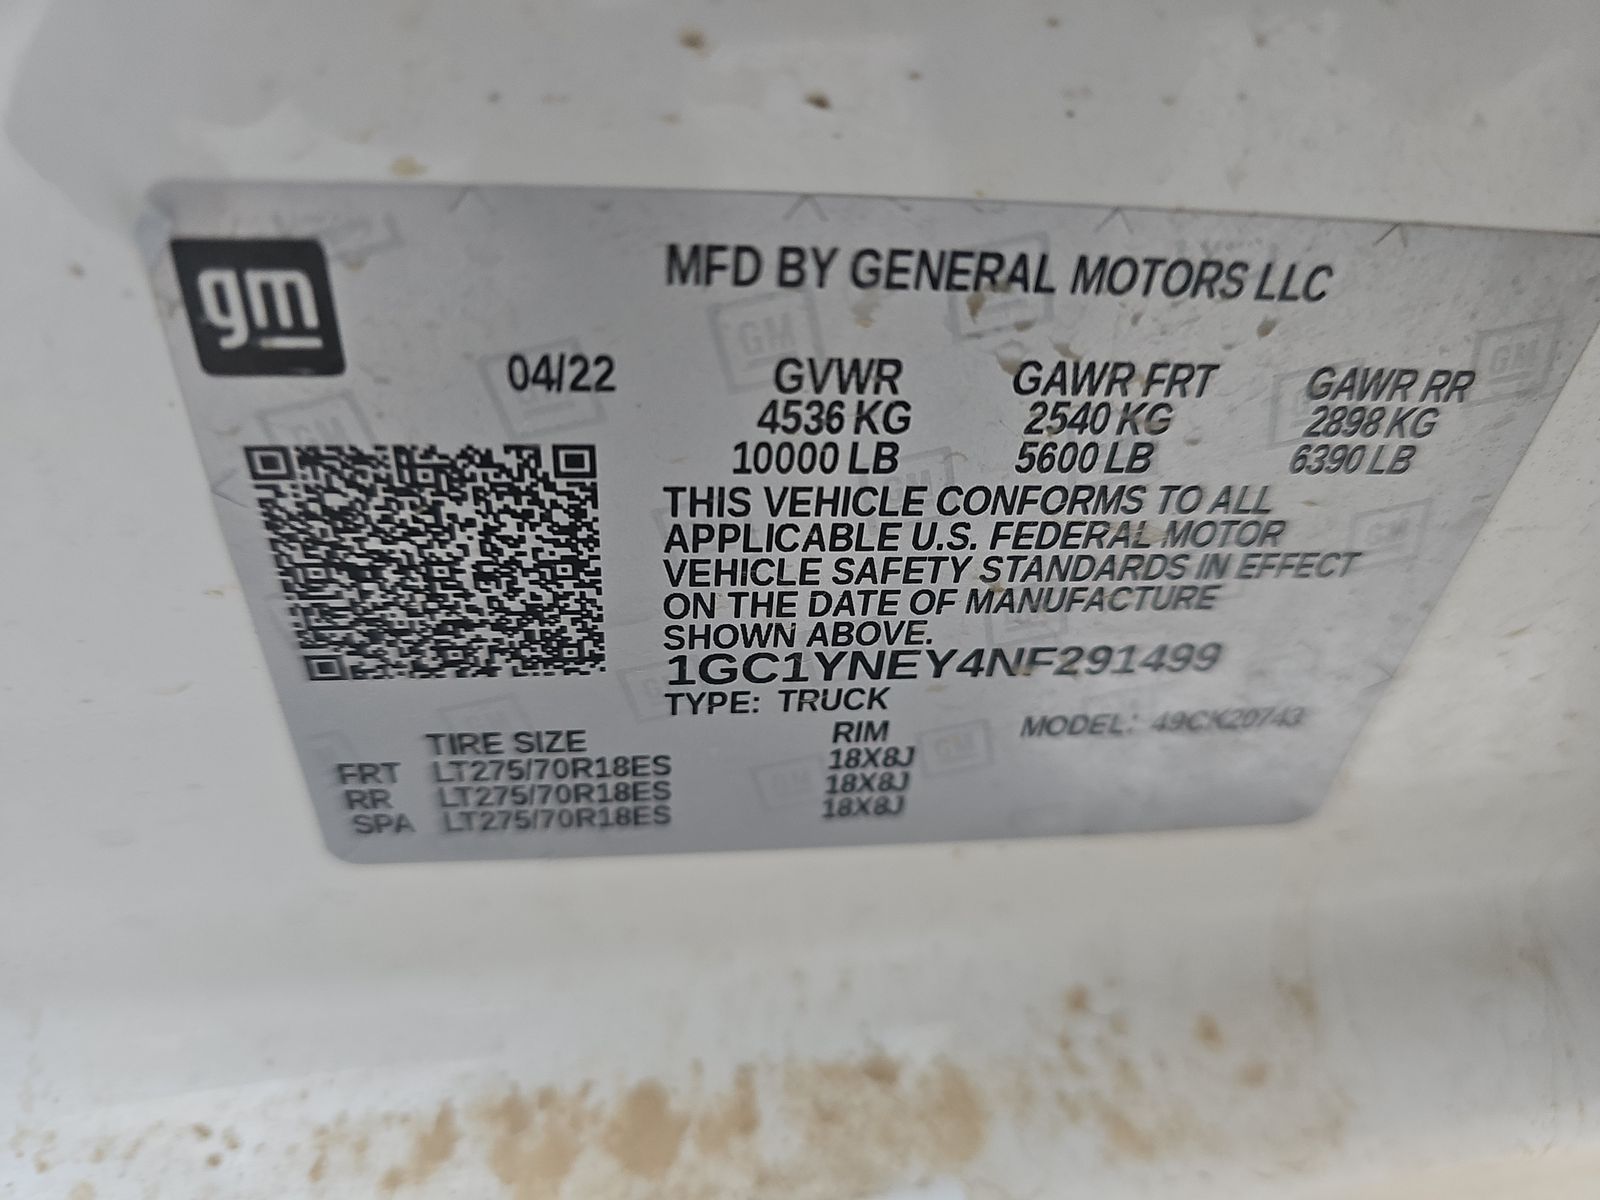 gm
MFD BY GENERAL MOTORS LLC
04/22 GVWR GAWR FRT GAWR RR
4536 KG 2540 KG 2898 KG
10000 LB 5600 LB 6390 LB
THIS VEHICLE CONFORMS TO ALL
APPLICABLE U.S. FEDERAL MOTOR
VEHICLE SAFETY STANDARDS IN EFFECT
ON THE DATE OF MANUFACTURE
SHOWN ABOVE.
1GC1YNEY4NF291499
TYPE: TRUCK
TIRE SIZE RIM MODEL: 49CK20743
FRT LT275/70R18ES 18X8J
RR LT275/70R18ES 18X8J
SPA LT275/70R18ES 18X8J